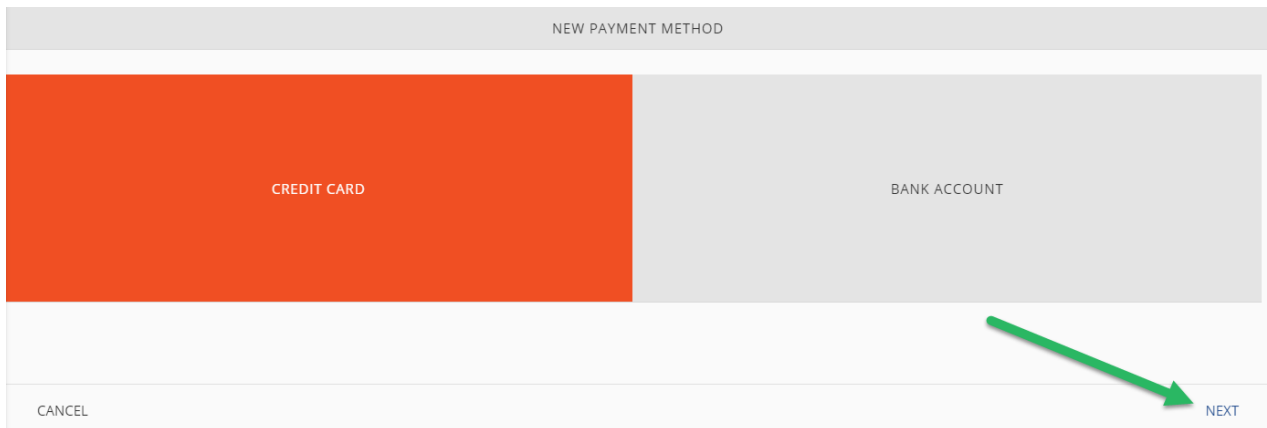 NEW PAYMENT METHOD
CREDIT CARD
BANK ACCOUNT
CANCEL
NEXT